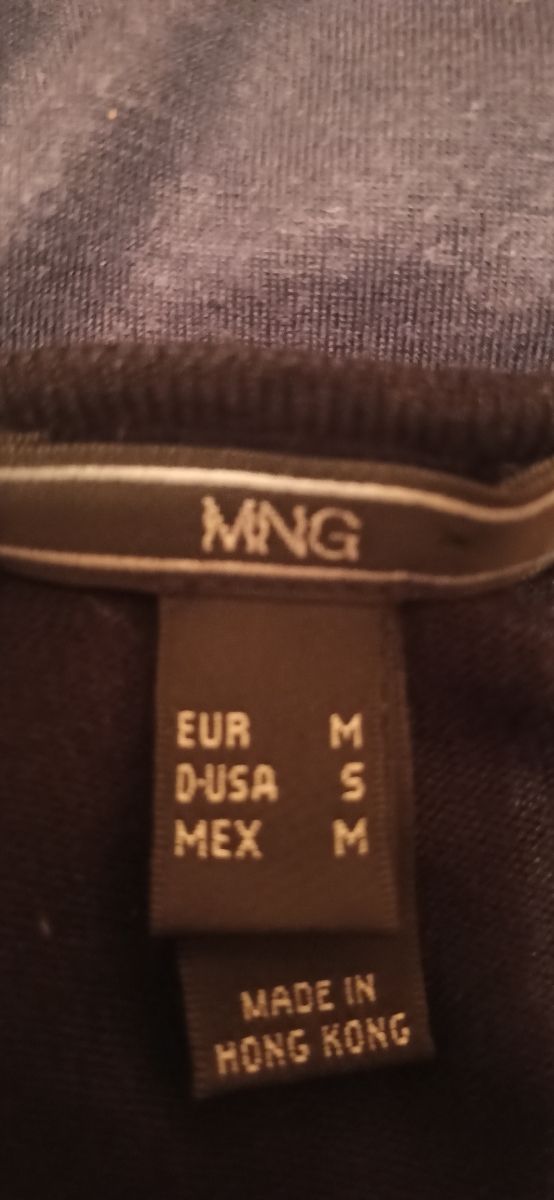 MNG
EUR M
D-USA S
MEX M
MADE IN
HONG KONG